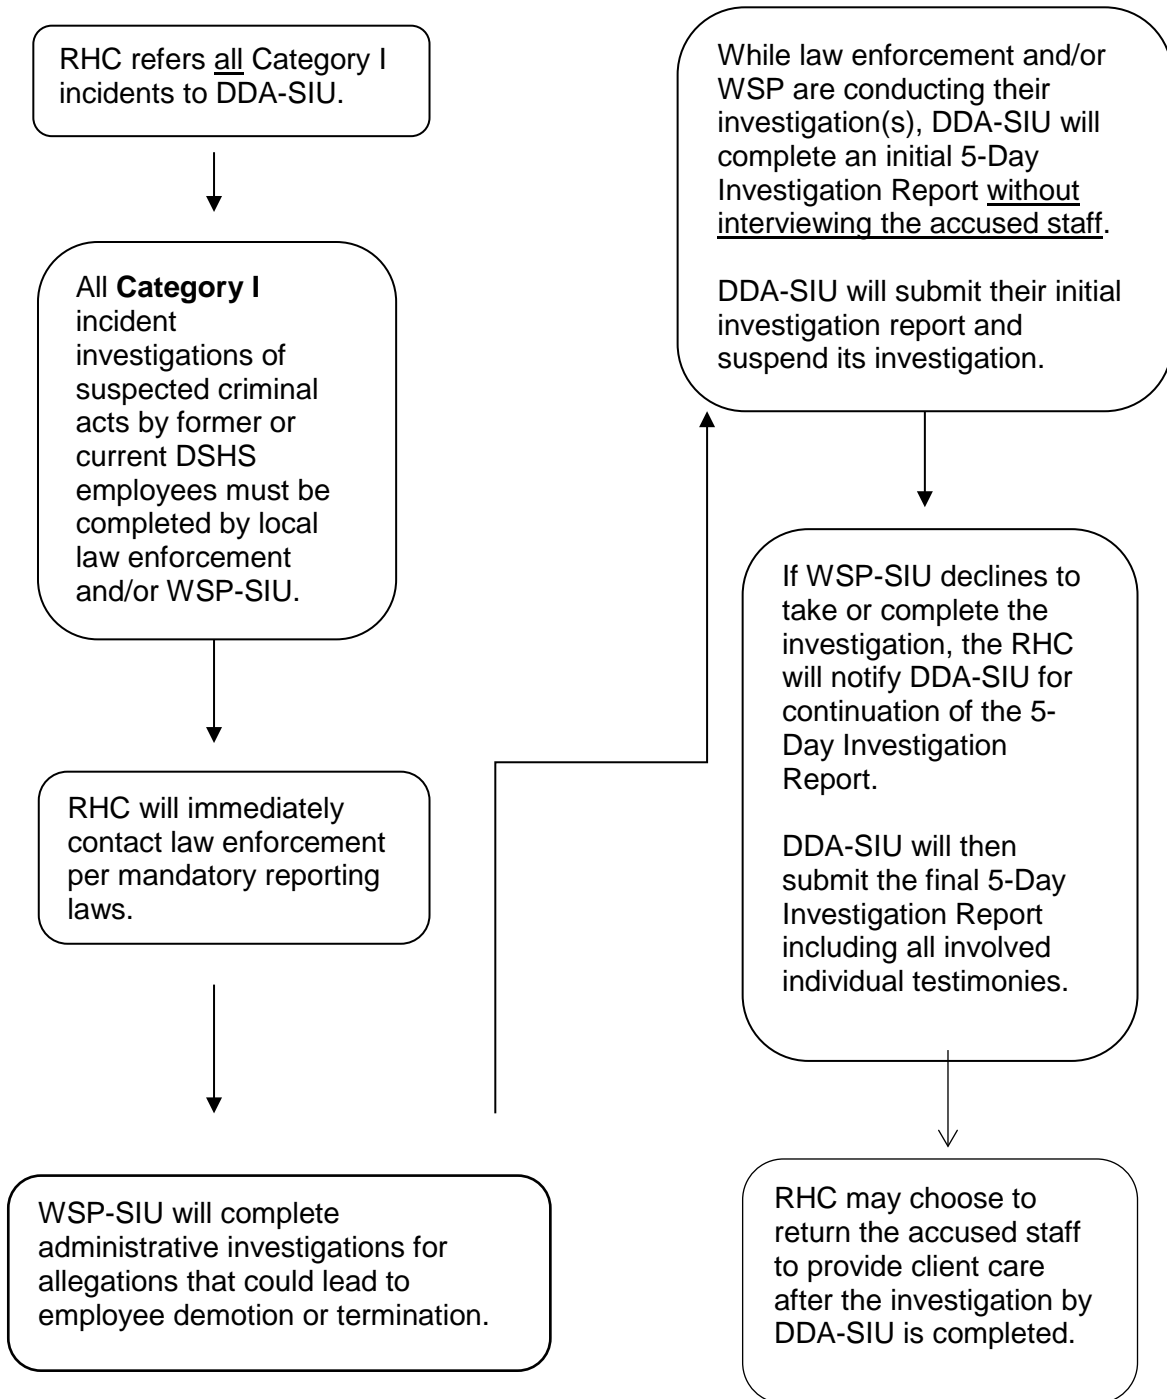 RHC refers all Category I
incidents to DDA-SIU.
All Category I
incident
investigations of
suspected criminal
acts by former or
current DSHS
employees must be
completed by local
law enforcement
and/or WSP-SIU.
RHC will immediately
contact law enforcement
per mandatory reporting
laws.
WSP-SIU will complete
administrative investigations for
allegations that could lead to
employee demotion or termination.
While law enforcement and/or
WSP are conducting their
investigation(s), DDA-SIU will
complete an initial 5-Day
Investigation Report without
interviewing the accused staff.
DDA-SIU will submit their initial
investigation report and
suspend its investigation.
If WSP-SIU declines to
take or complete the
investigation, the RHC
will notify DDA-SIU for
continuation of the 5-
Day Investigation
Report.
DDA-SIU will then
submit the final 5-Day
Investigation Report
including all involved
individual testimonies.
RHC may choose to
return the accused staff
to provide client care
after the investigation by
DDA-SIU is completed.